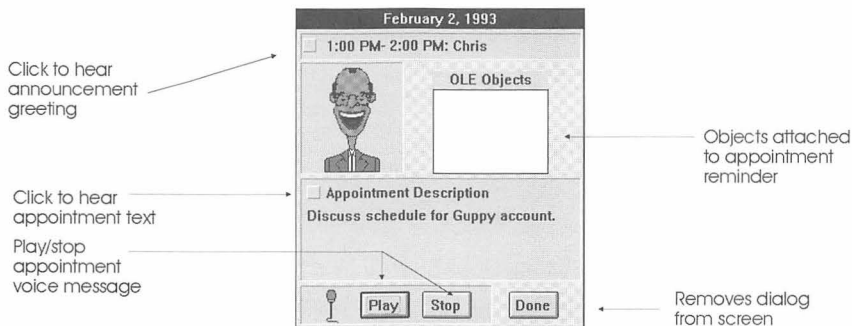 February 2, 1993
1:00 PM- 2:00 PM: Chris
Click to hear
announcement
greeting
OLE Objects
Objects attached
to appointment
reminder
Click to hear
appointment text
Appointment Description
Discuss schedule for Guppy account.
Play/stop
appointment
voice message
Play
Stop
Done
Removes dialog
from screen